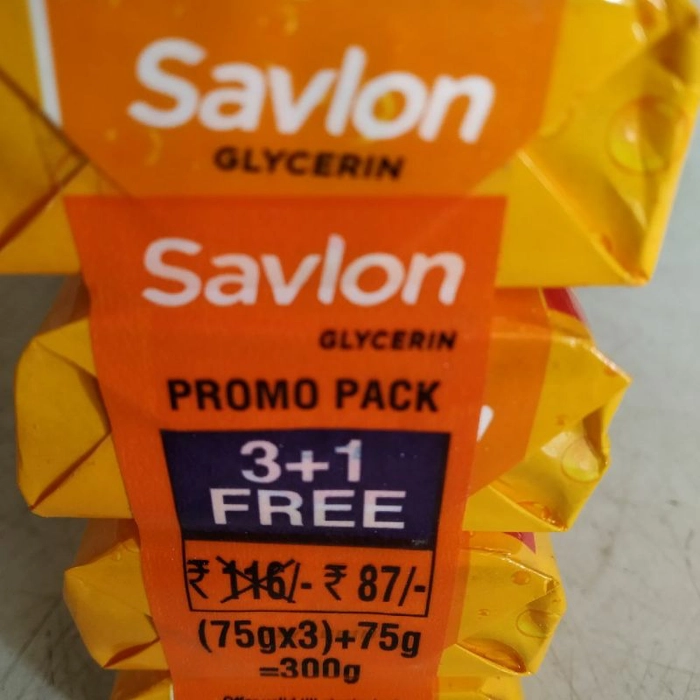 Savlon
GLYCERIN
Savlon
GLYCERIN
PROMO PACK
3+1
FREE
₹ 116/- ₹ 87/-
(75gx3)+75g
=300g